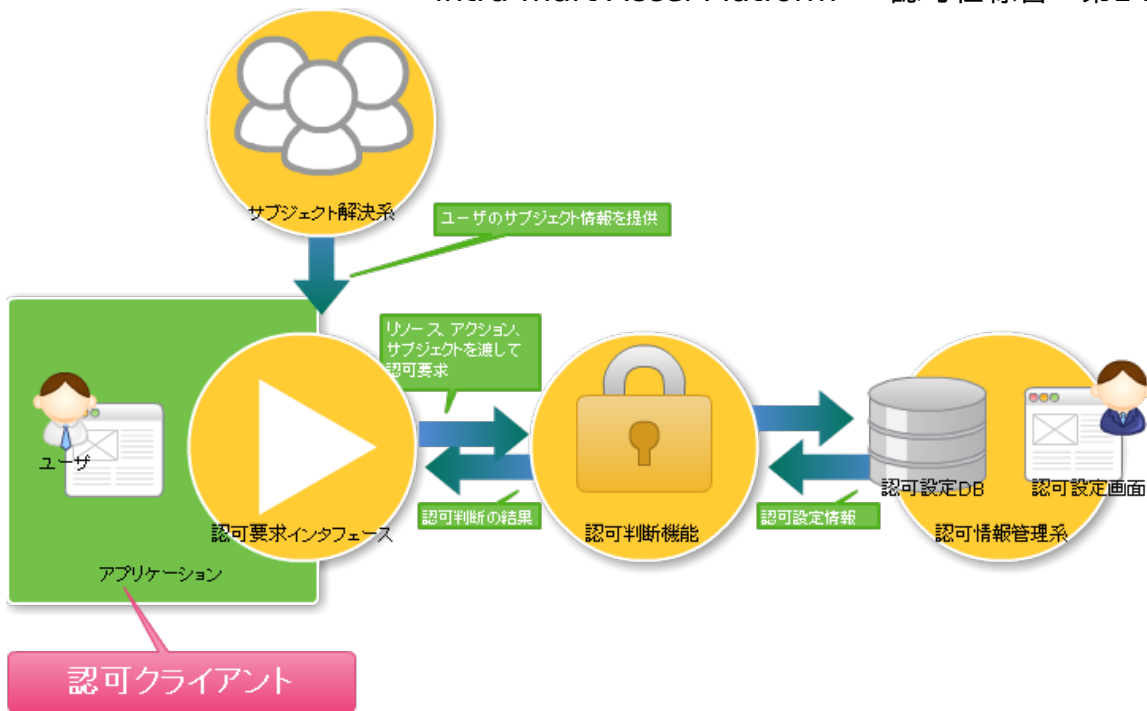 サブジェクト解決系
ユーザのサブジェクト情報を提供
リソース、アクション、
サブジェクトを渡して
認可要求
ユーザ
認可設定DB
認可設定画面
認可判断の結果
認可設定情報
認可要求インタフェース
認可判断機能
認可情報管理系
アプリケーション
認可クライアント